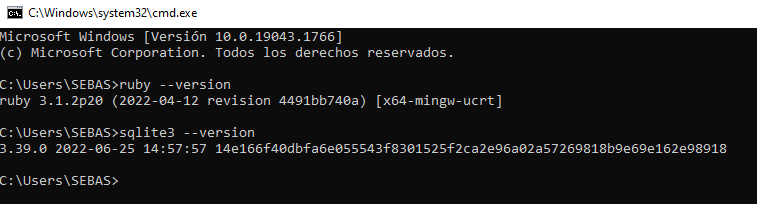 C:\Windows\system32\cmd.exe
Microsoft Windows [Versión 10.0.19043.1766]
(c) Microsoft Corporation. Todos los derechos reservados.
C:\Users\SEBAS>ruby --version
ruby 3.1.2p20 (2022-04-12 revision 4491bb740a) [x64-mingw-ucrt]
C:\Users\SEBAS>sqlite3 --version
3.39.0 2022-06-25 14:57:57 14e166f40dbfa6e055543f8301525f2ca2e96a02a57269818b9e69e162e98918
C:\Users\SEBAS>